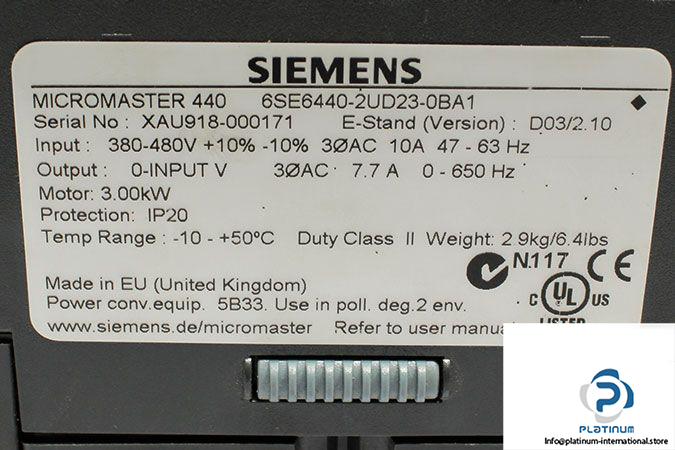 SIEMENS
MICROMASTER 440 6SE6440-2UD23-0BA1
Serial No : XAU918-000171 E-Stand (Version) : D03/2.10
Input : 380-480V +10% -10% 3ØAC 10A 47 - 63 Hz
Output : 0-INPUT V 3ØAC 7.7 A 0 - 650 Hz
Motor: 3.00kW
Protection: IP20
Temp Range : -10 - +50ºC Duty Class II Weight: 2 9kg/6.4lbs
N117 CE
Made in EU (United Kingdom)
C UL US
Power conv.equip. 5B33. Use in poll. deg.2 env.
LISTED
www.siemens.de/micromaster Refer to user manua
PLATINUM
info@platinum-international.store